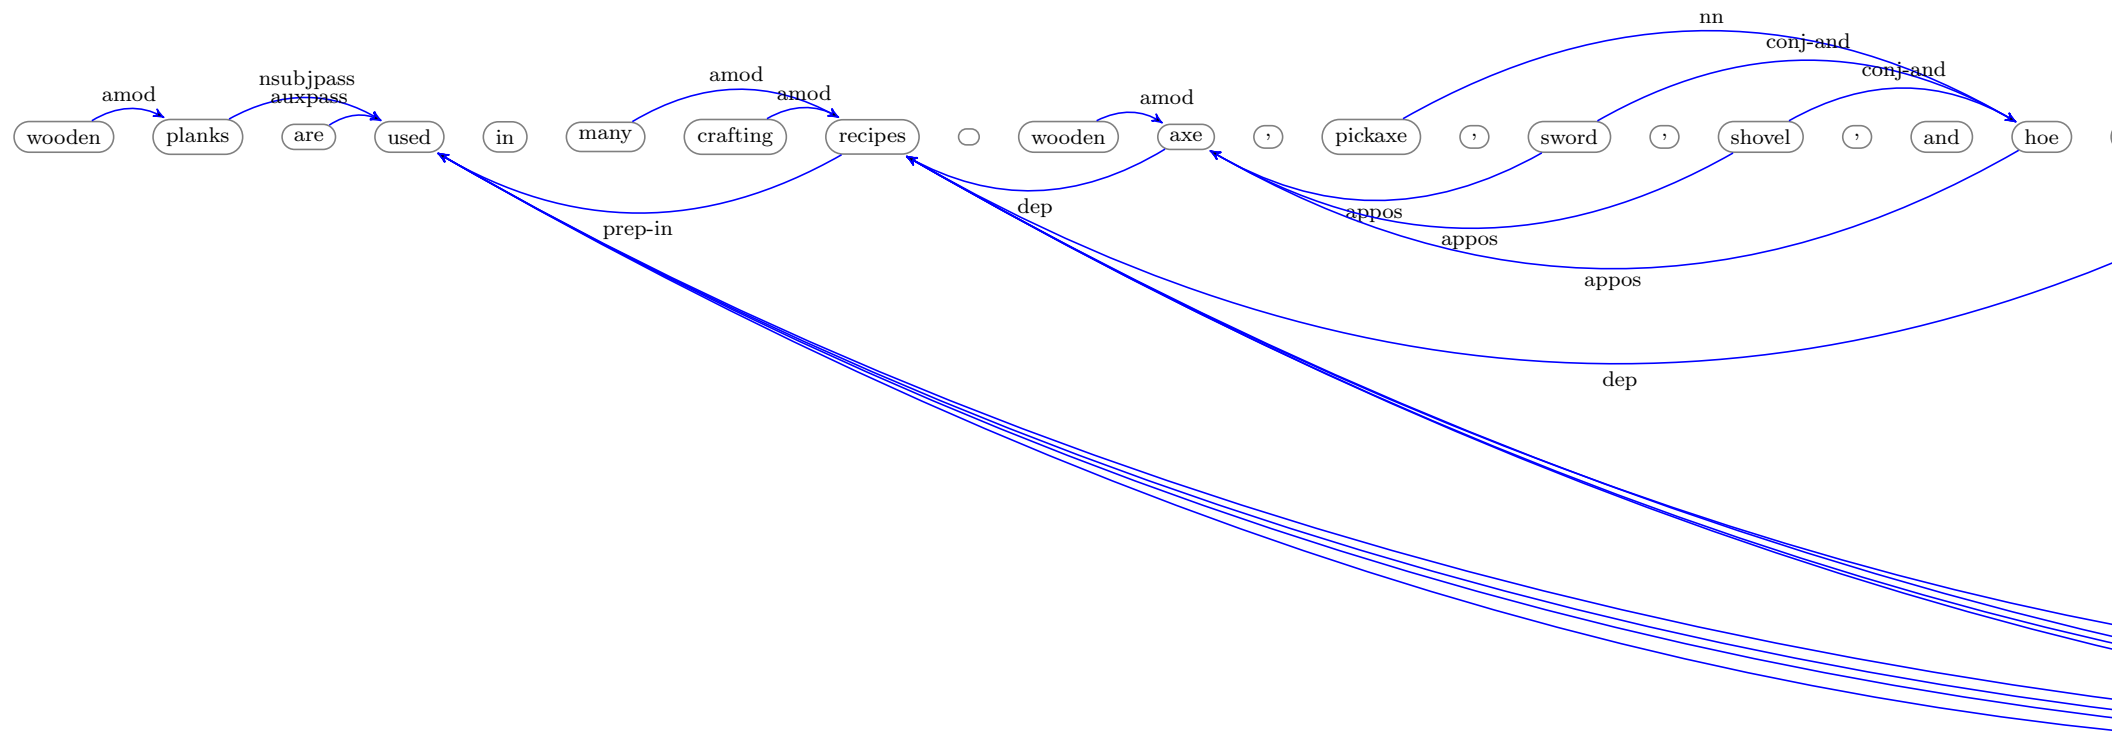 nn
conj-and
conj-and
nsubjpass
amod
amod
auxpass
amod
amod
wooden planks are used in many crafting recipes wooden axe , pickaxe , sword , shovel , and hoe
dep
appos
prep-in
appos
appos
dep